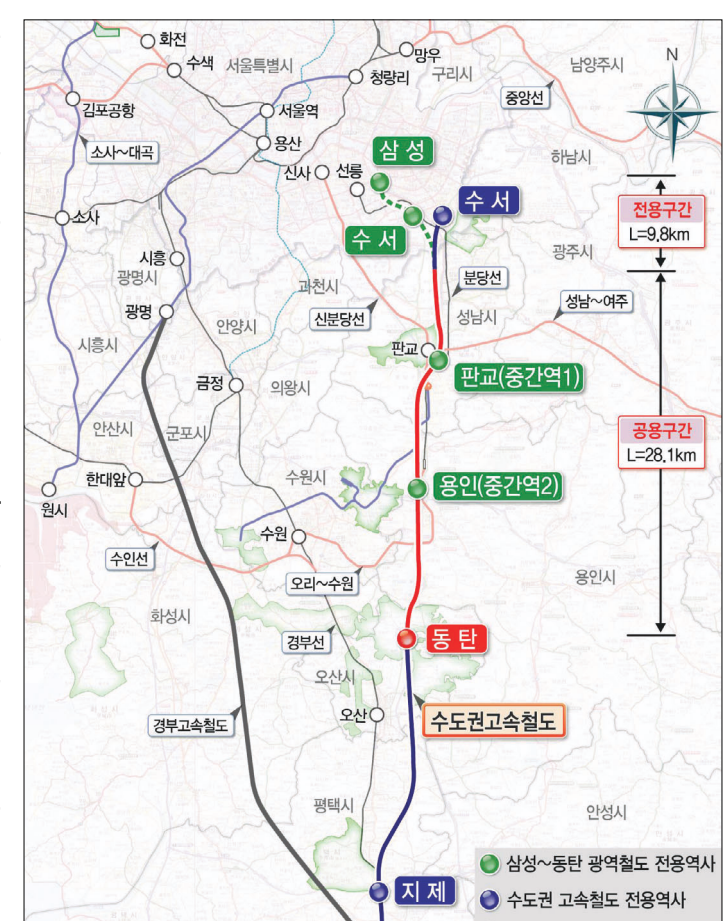 화전
수색
서울특별시
망우
구리시
남양주시
N
청량리
중앙선
김포공항
서울역
소사~대곡
용산
하남시
신사
선릉
삼성
수서
수서
전용구간
L=9.8km
소사
광주시
시흥
광명시
과천시
분당선
성남~여주
광명
안양시
신분당선
성남시
시흥시
판교
판교(중간역1)
금정
의왕시
안산시
군포시
공용구간
L=28.1km
한대앞
수원시
용인(중간역2)
원시
수원
수인선
오리~수원
용인시
화성시
경부선
동탄
오산시
오산
수도권고속철도
경부고속철도
평택시
안성시
삼성~동탄 광역철도 전용역사
지제
수도권 고속철도 전용역사